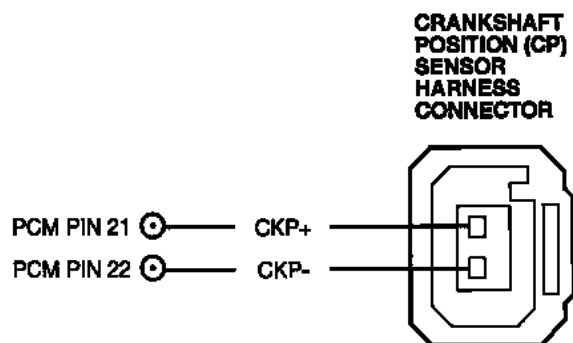 CRANKSHAFT
POSITION (CP)
SENSOR
HARNESS
CONNECTOR
PCM PIN 21 CKP+
PCM PIN 22 CKP-